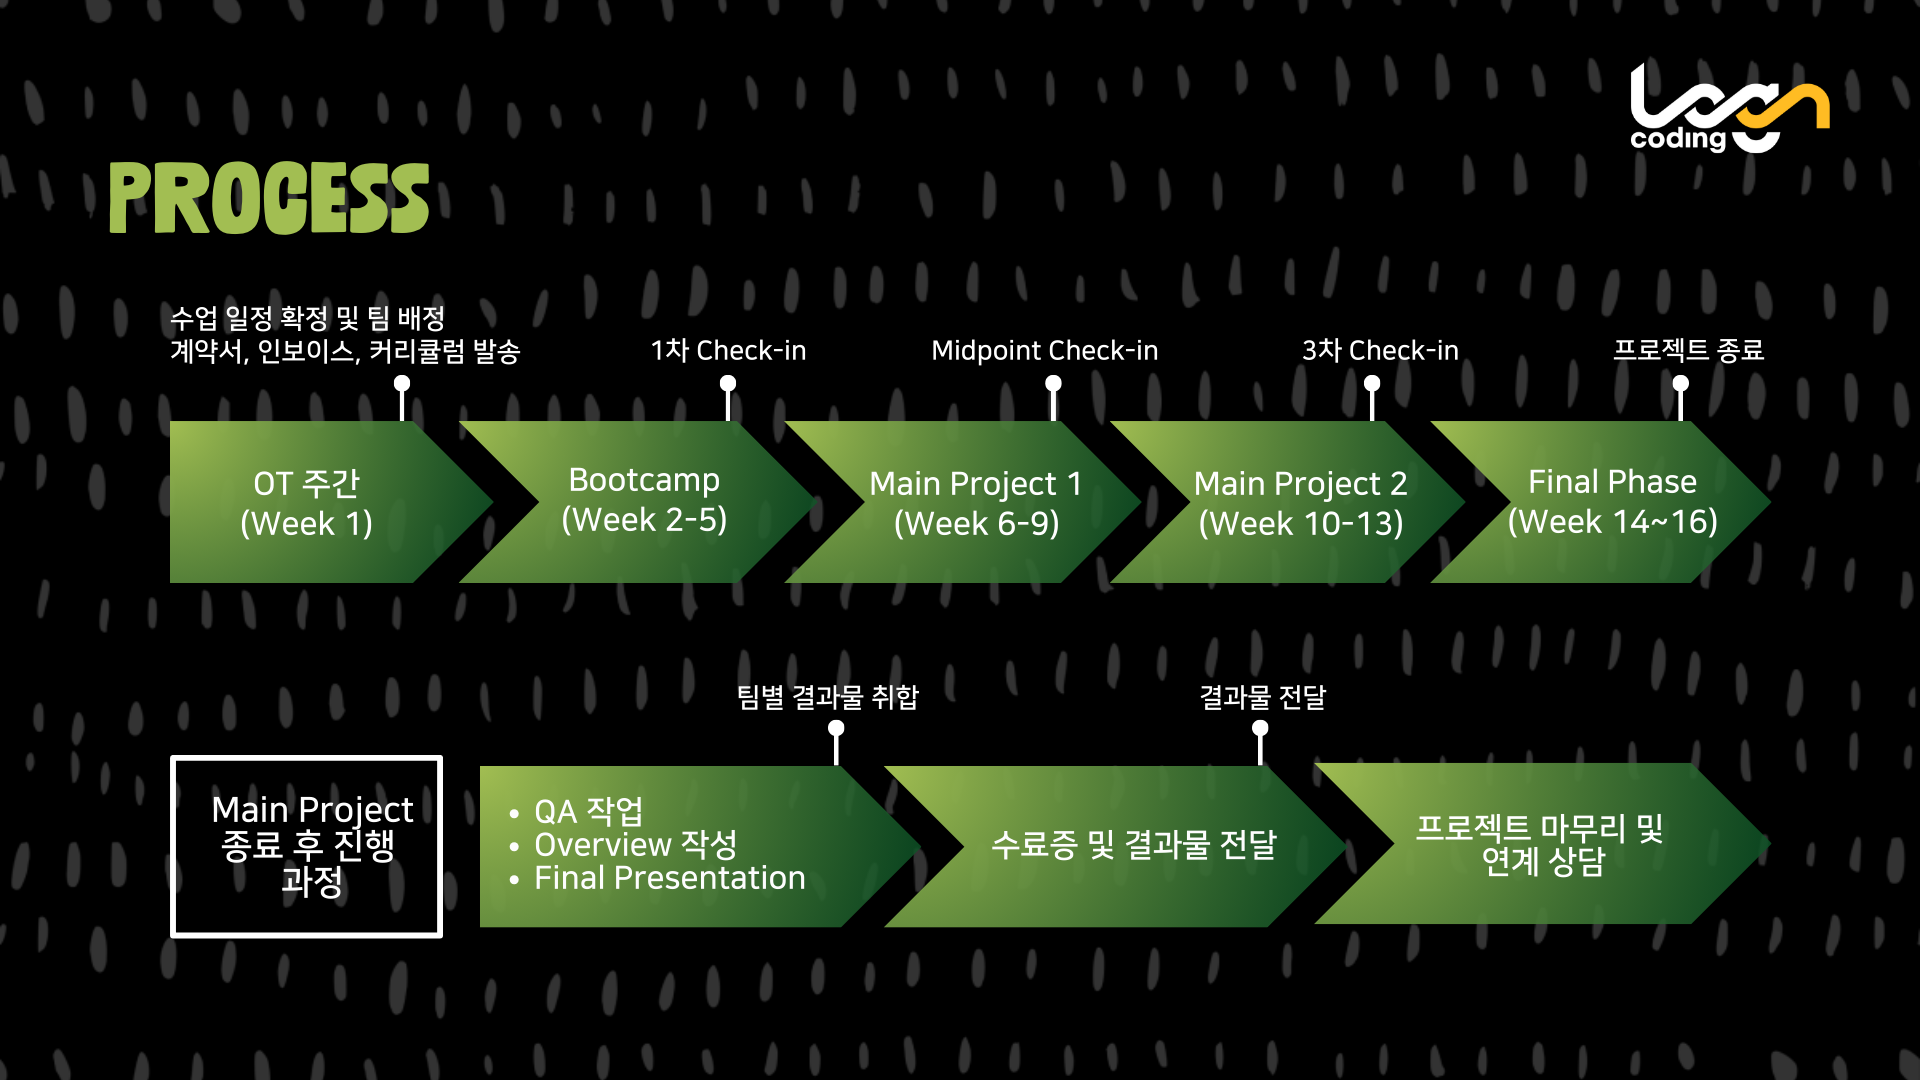 logon
coding
PROCESS
수업 일정 확정 및 팀 배정
계약서, 인보이스, 커리큘럼 발송
1차 Check-in
Midpoint Check-in
3차 Check-in
프로젝트 종료
OT 주간
(Week 1)
Bootcamp
(Week 2-5)
Main Project 1
(Week 6-9)
Main Project 2
(Week 10-13)
Final Phase
(Week 14~16)
팀별 결과물 취합
결과물 전달
Main Project
종료 후 진행
과정
• QA 작업
• Overview 작성
• Final Presentation
수료증 및 결과물 전달
프로젝트 마무리 및
연계 상담